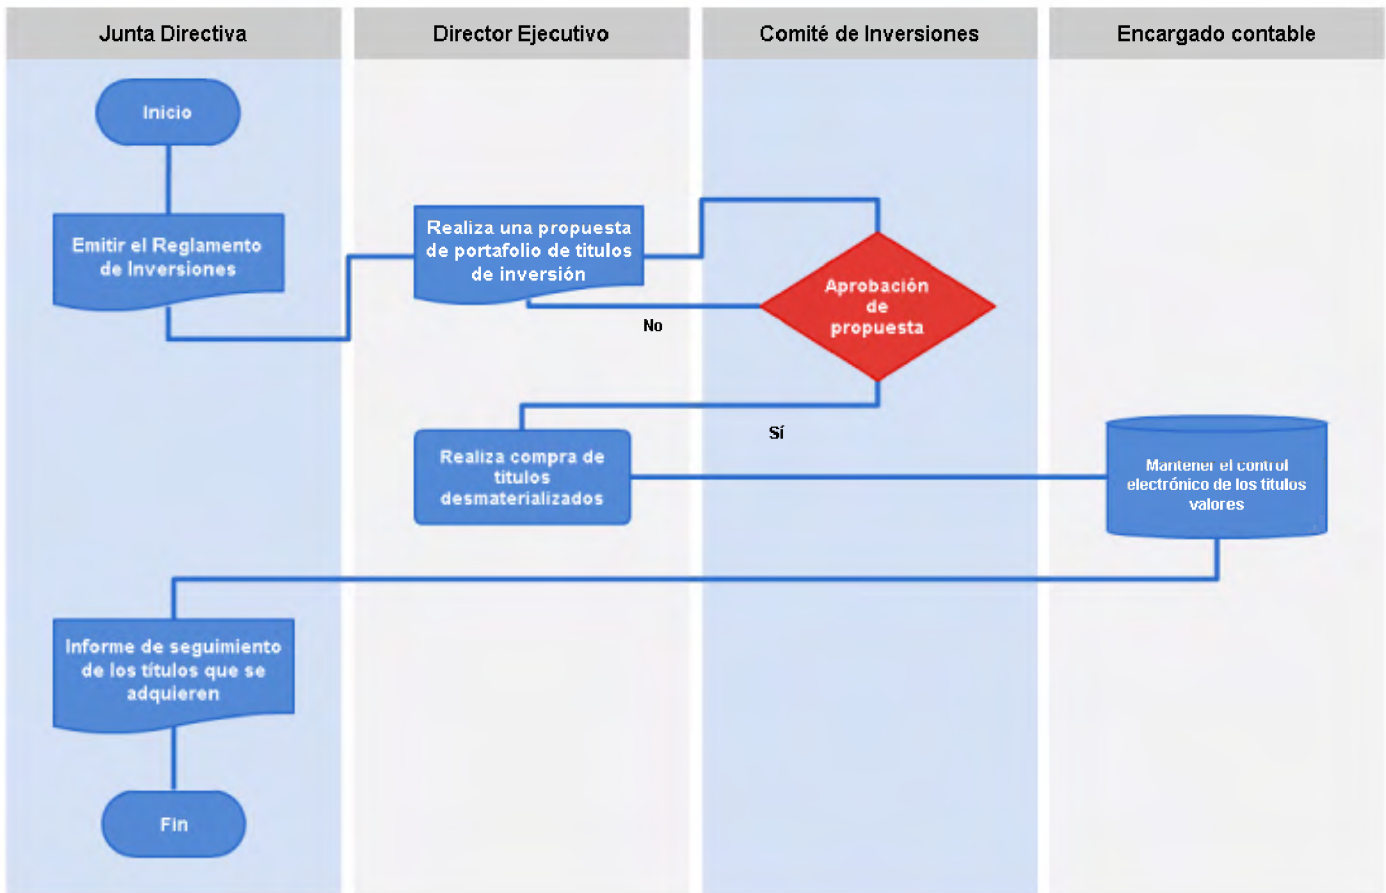 Junta Directiva
Director Ejecutivo
Comité de Inversiones
Encargado contable
Inicio
Emitir el Reglamento
de Inversiones
Realiza una propuesta
de portafolio de titulos
de inversión
Aprobación
de
propuesta
No
Sí
Realiza compra de
titulos
desmaterializados
Mantener el control
electrónico de los titulos
valores
Informe de seguimiento
de los títulos que se
adquieren
Fin